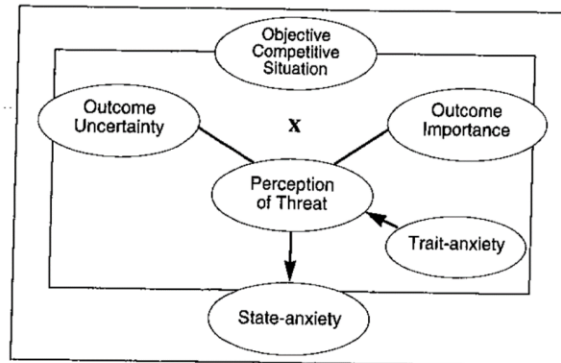 Objective
Competitive
Situation
Outcome
Uncertainty
X
Outcome
Importance
Perception
of Threat
Trait-anxiety
State-anxiety